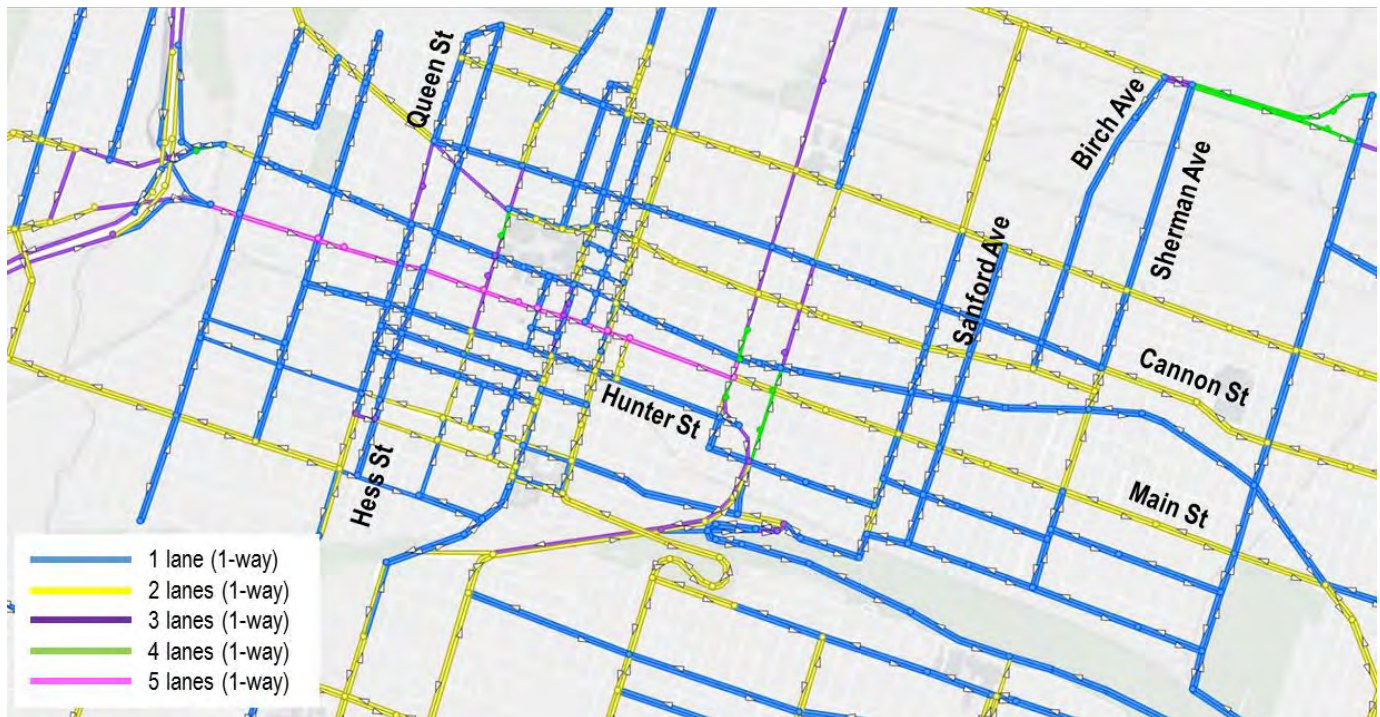 Queen St
Birch Ave
Sherman Ave
Sanford Ave
Cannon St
Hunter St
Main St
Hess St
1 lane (1-way)
2 lanes (1-way)
3 lanes (1-way)
4 lanes (1-way)
5 lanes (1-way)